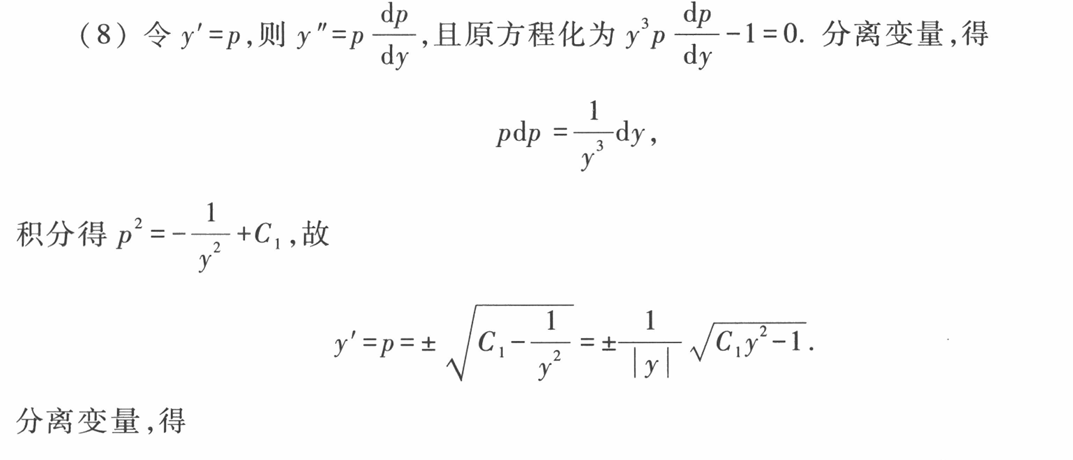 (8) 令 y′=p,则 y″=p dp/dy,且原方程化为 y³p dp/dy −1=0. 分离变量,得
pdp = 1/y³ dy,
积分得 p² = − 1/y² +C₁,故
y′=p=± √(C₁− 1/y²) =± 1/|y| √(C₁y²−1).
分离变量,得